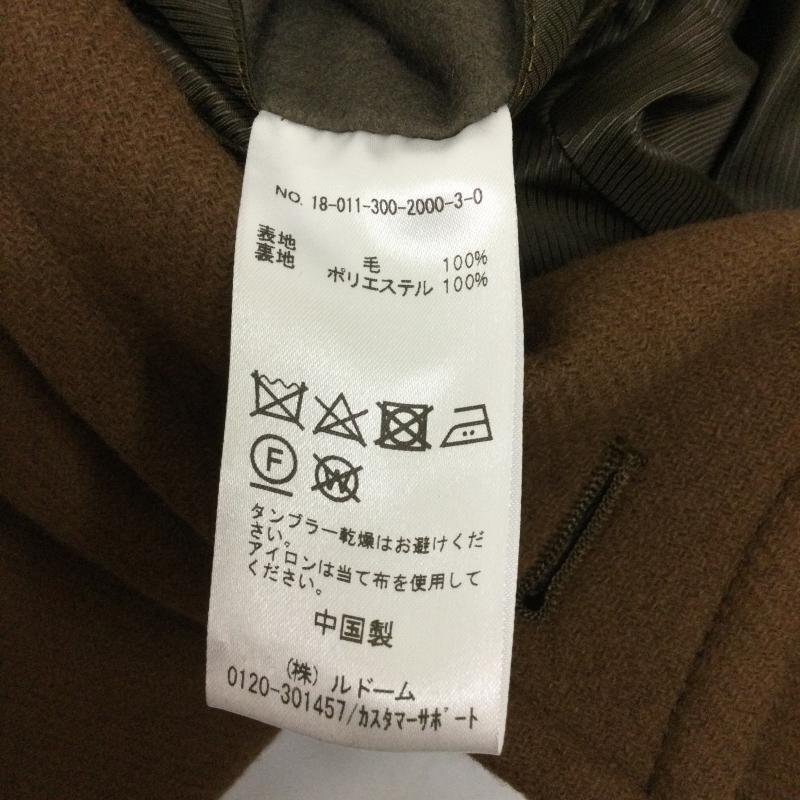 NO. 18-011-300-2000-3-0
表地 毛 100%
裏地 ポリエステル 100%
F
W
タンブラー乾燥はお避けくだ
さい。
アイロンは当て布を使用して
ください。
中国製
(株) ルドーム
0120-301457/カスタマーサポート